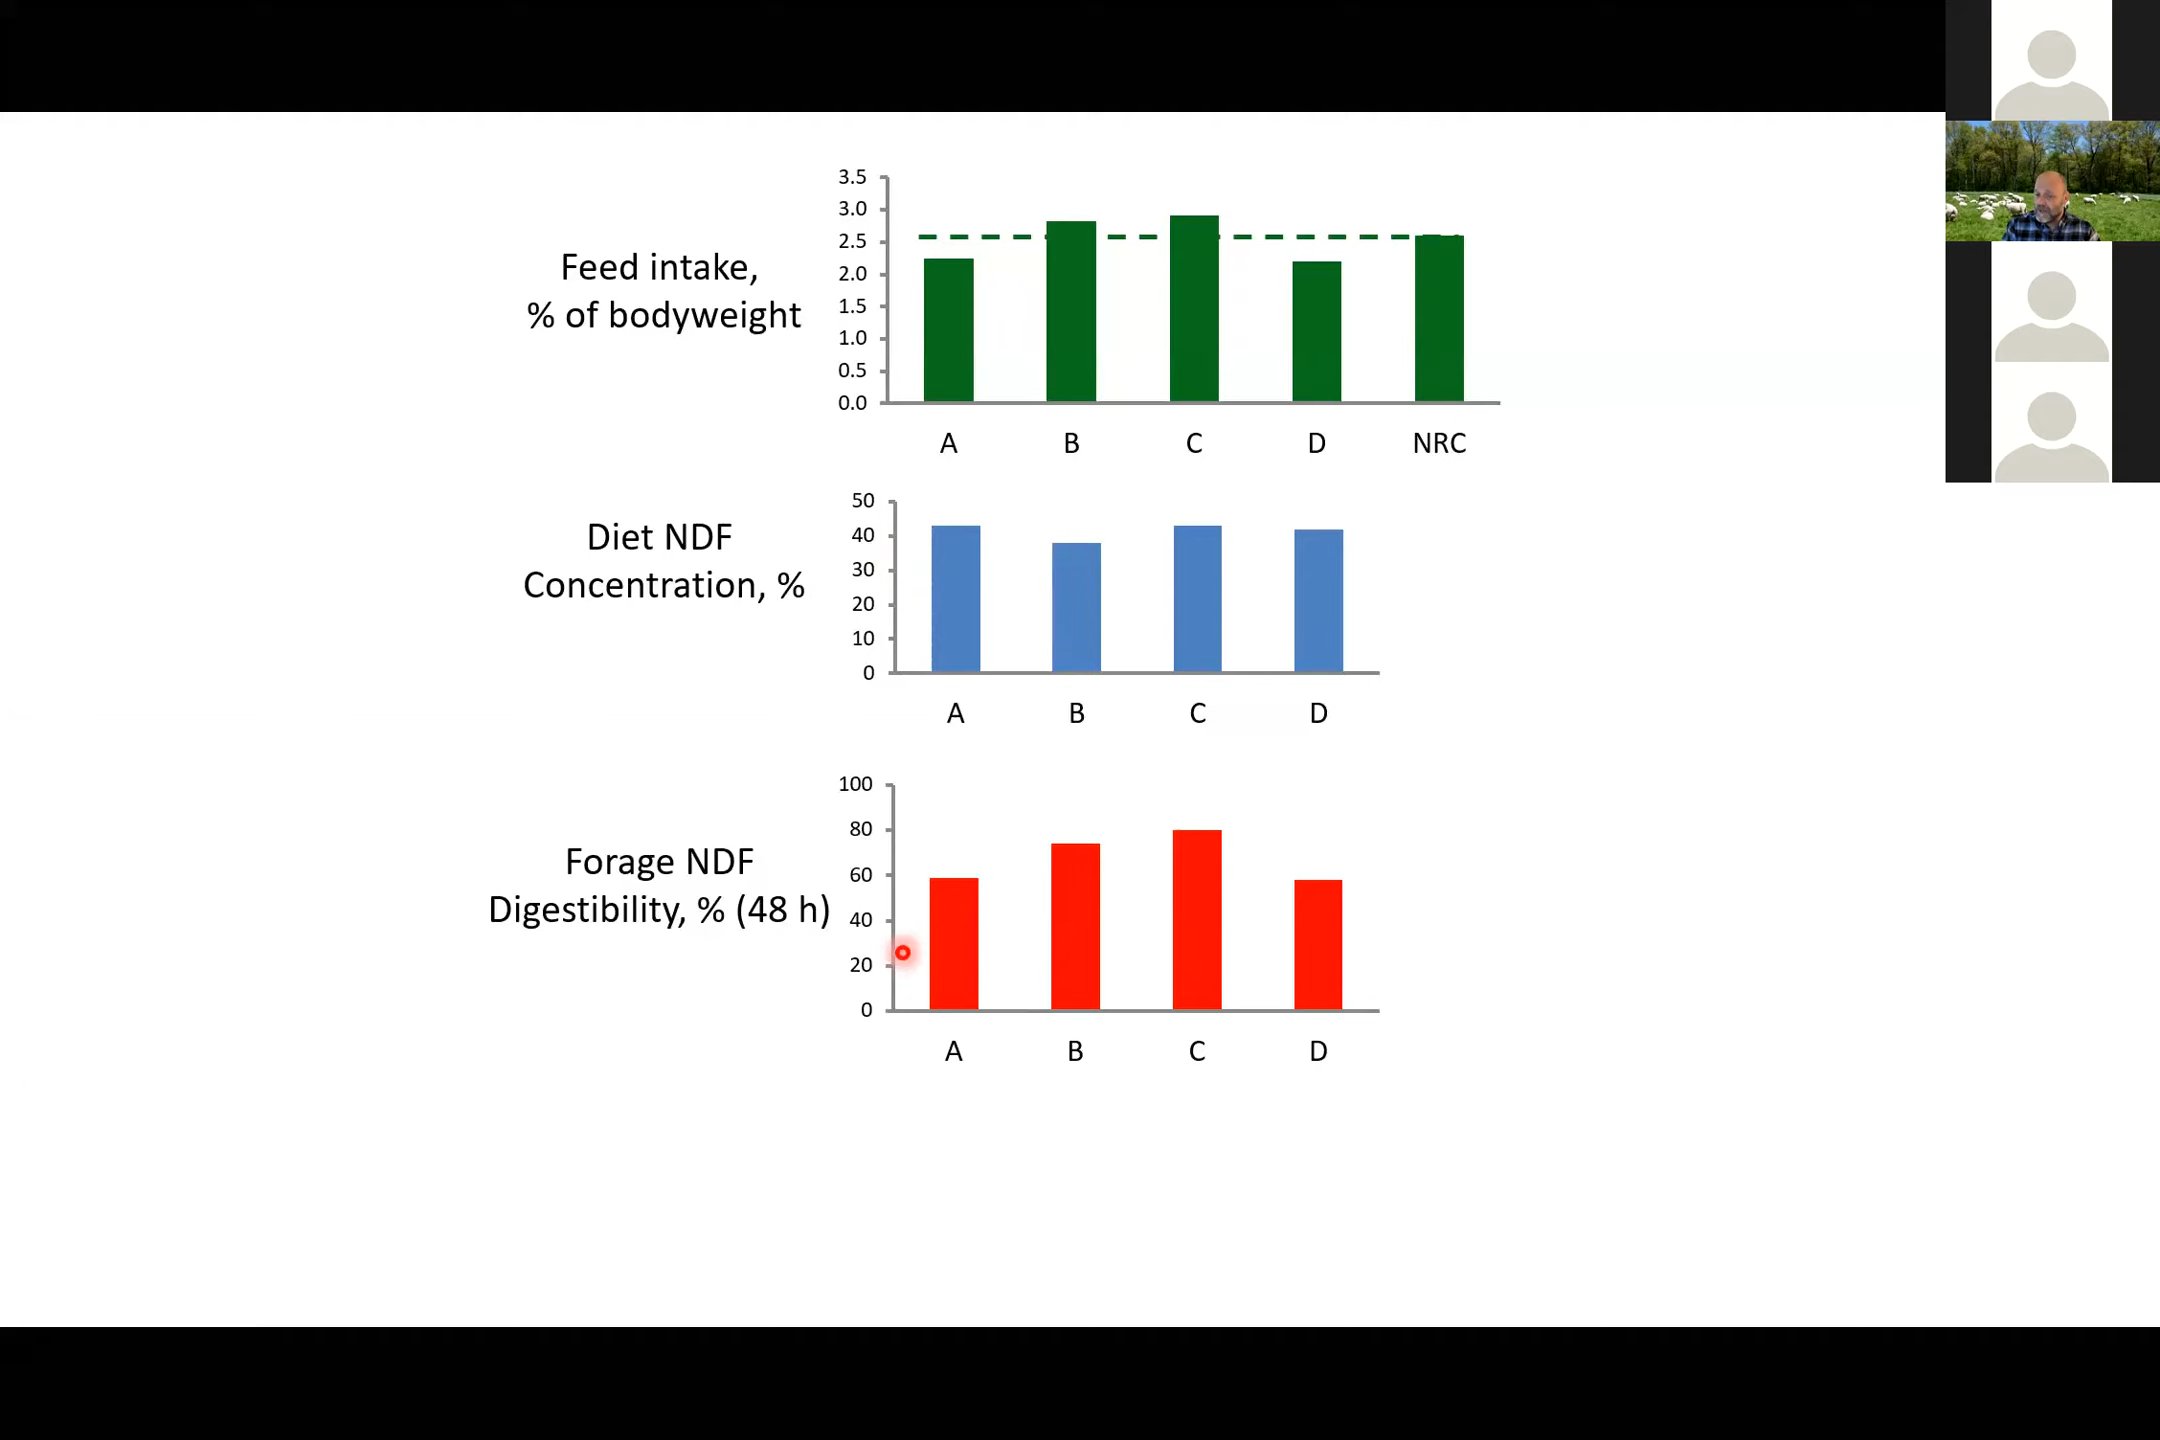 Feed intake,
% of bodyweight
3.5
3.0
2.5
2.0
1.5
1.0
0.5
0.0
A B C D NRC
Diet NDF
Concentration, %
50
40
30
20
10
0
A B C D
Forage NDF
Digestibility, % (48 h)
100
80
60
40
20
0
A B C D